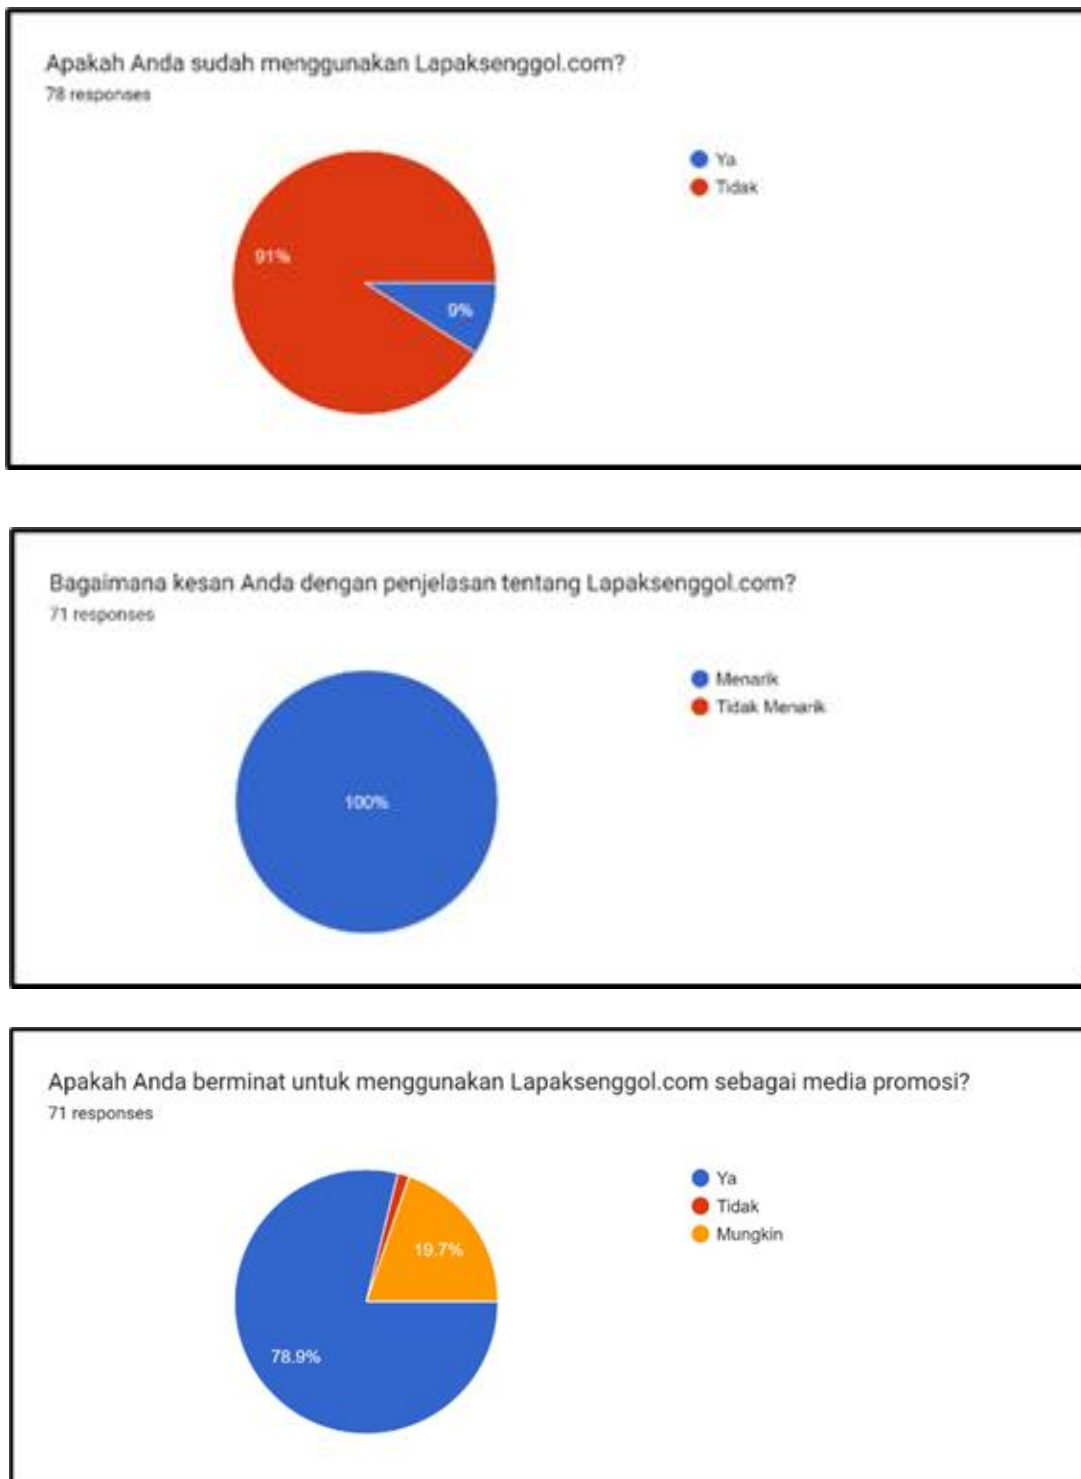 Apakah Anda sudah menggunakan Lapaksenggol.com?
78 responses
Ya
Tidak
91%
9%
Bagaimana kesan Anda dengan penjelasan tentang Lapaksenggol.com?
71 responses
Menarik
Tidak Menarik
100%
Apakah Anda berminat untuk menggunakan Lapaksenggol.com sebagai media promosi?
71 responses
Ya
Tidak
Mungkin
19.7%
78.9%